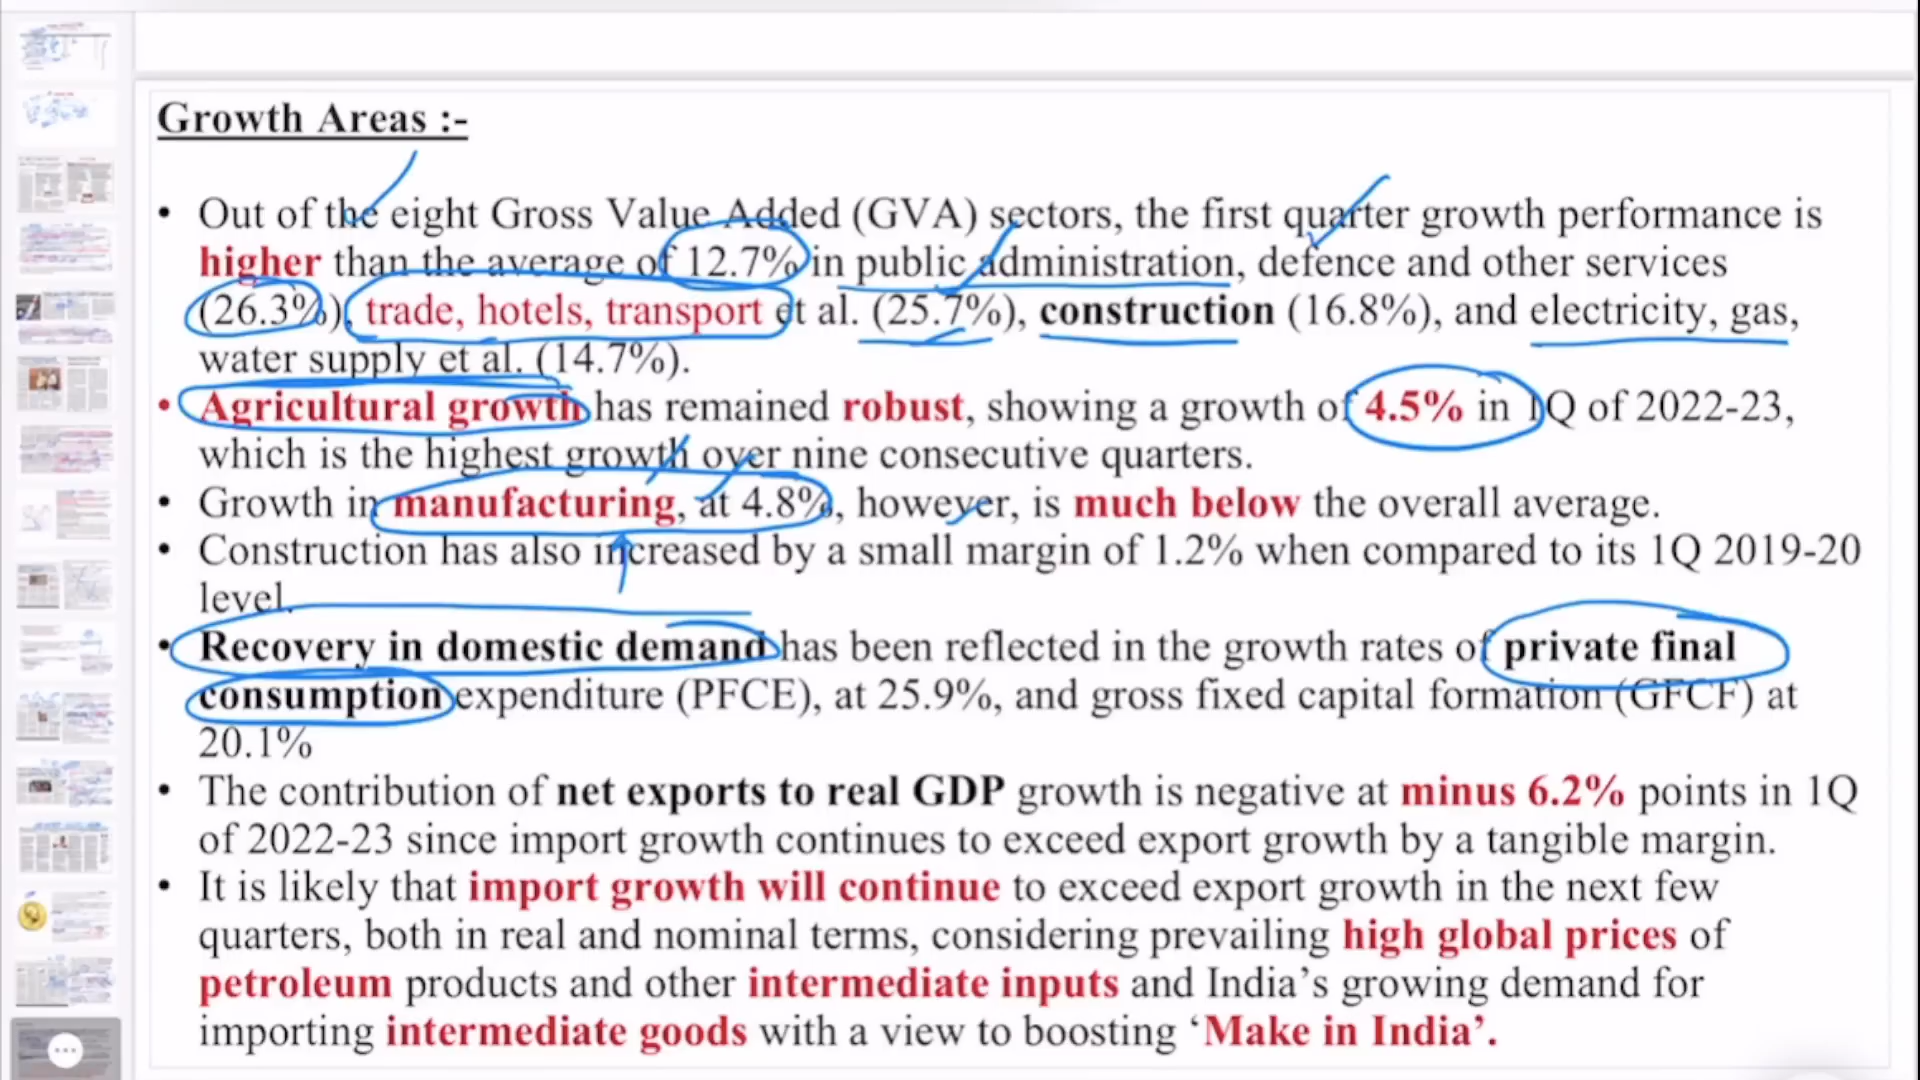 Growth Areas :-
• Out of the eight Gross Value Added (GVA) sectors, the first quarter growth performance is
higher than the average of 12.7% in public administration, defence and other services
(26.3%), trade, hotels, transport et al. (25.7%), construction (16.8%), and electricity, gas,
water supply et al. (14.7%).
• Agricultural growth has remained robust, showing a growth of 4.5% in 1Q of 2022-23,
which is the highest growth over nine consecutive quarters.
• Growth in manufacturing, at 4.8%, however, is much below the overall average.
• Construction has also increased by a small margin of 1.2% when compared to its 1Q 2019-20
level.
• Recovery in domestic demand has been reflected in the growth rates of private final
consumption expenditure (PFCE), at 25.9%, and gross fixed capital formation (GFCF) at
20.1%
• The contribution of net exports to real GDP growth is negative at minus 6.2% points in 1Q
of 2022-23 since import growth continues to exceed export growth by a tangible margin.
• It is likely that import growth will continue to exceed export growth in the next few
quarters, both in real and nominal terms, considering prevailing high global prices of
petroleum products and other intermediate inputs and India’s growing demand for
importing intermediate goods with a view to boosting ‘Make in India’.